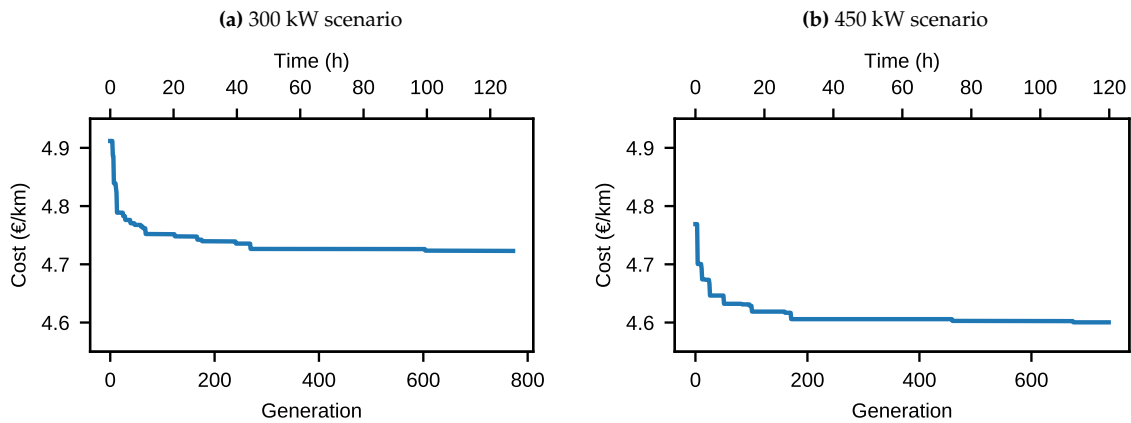 (a) 300 kW scenario
Time (h)
0 20 40 60 80 100 120
4.9
4.8
4.7
4.6
Cost (€/km)
0 200 400 600 800
Generation
(b) 450 kW scenario
Time (h)
0 20 40 60 80 100 120
4.9
4.8
4.7
4.6
Cost (€/km)
0 200 400 600
Generation